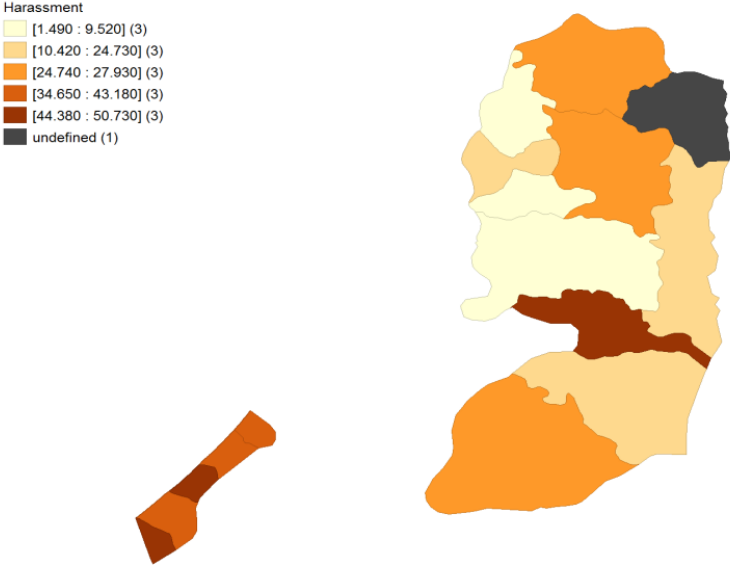 Harassment
[1.490 : 9.520] (3)
[10.420 : 24.730] (3)
[24.740 : 27.930] (3)
[34.650 : 43.180] (3)
[44.380 : 50.730] (3)
undefined (1)